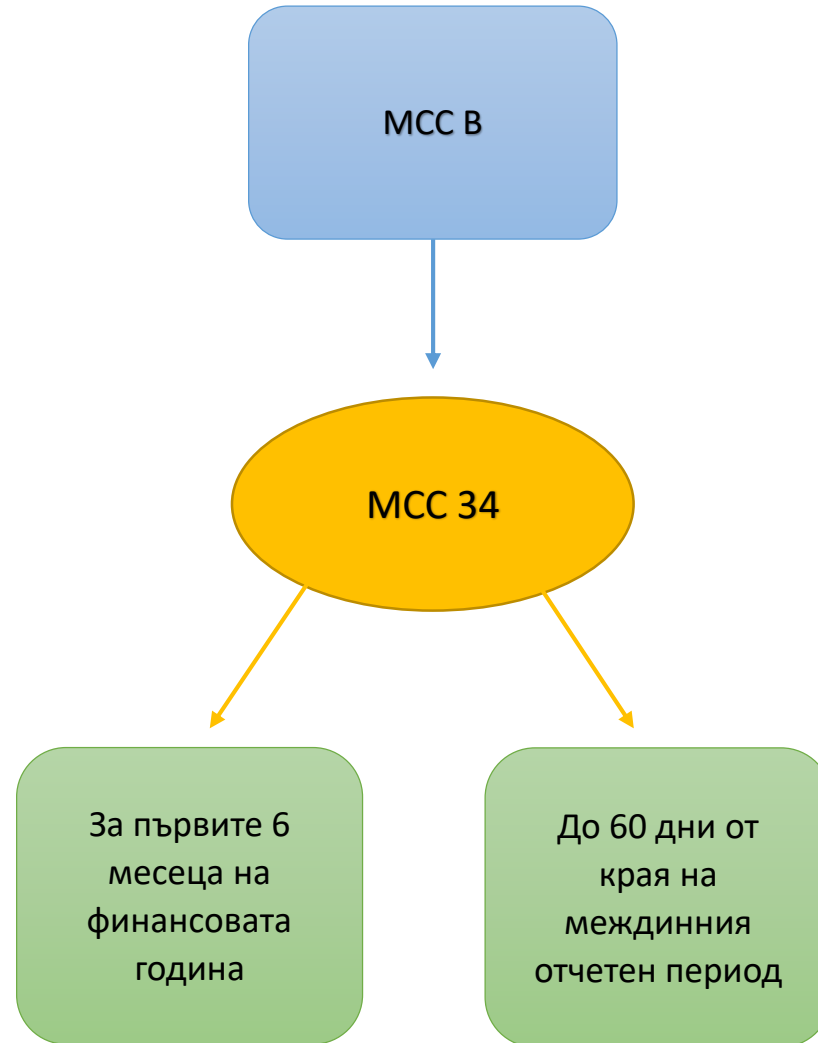 МСС В
МСС 34
За първите 6
месеца на
финансовата
година
До 60 дни от
края на
междинния
отчетен период